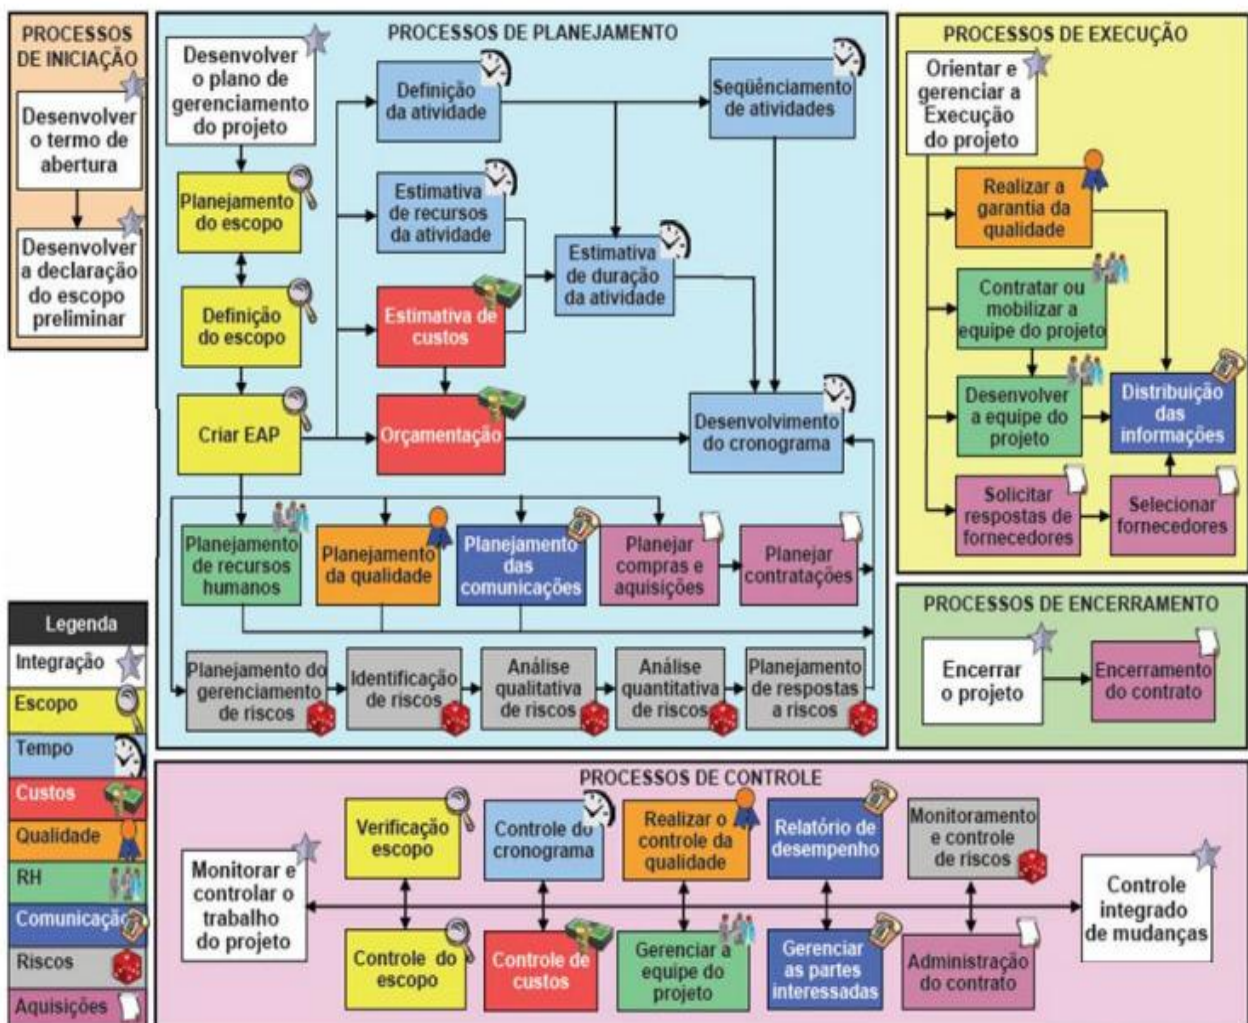 PROCESSOS
DE INICIAÇÃO
Desenvolver
o termo de
abertura
Desenvolver
a declaração
do escopo
preliminar
PROCESSOS DE PLANEJAMENTO
Desenvolver
o plano de
gerenciamento
do projeto
Definição
da atividade
Seqüênciamento
de atividades
Planejamento
do escopo
Estimativa
de recursos
da atividade
Estimativa
de duração
da atividade
Definição
do escopo
Estimativa de
custos
Criar EAP
Orçamentação
Desenvolvimento
do cronograma
Planejamento
de recursos
humanos
Planejamento
da qualidade
Planejamento
das
comunicações
Planejar
compras e
aquisições
Planejar
contratações
Planejamento do
gerenciamento
de riscos
Identificação
de riscos
Análise
qualitativa
de riscos
Análise
quantitativa
de riscos
Planejamento
de respostas
a riscos
PROCESSOS DE EXECUÇÃO
Orientar e
gerenciar a
Execução
do projeto
Realizar a
garantia da
qualidade
Contratar ou
mobilizar a
equipe do projeto
Desenvolver
a equipe do
projeto
Distribuição
das
informações
Solicitar
respostas de
fornecedores
Selecionar
fornecedores
PROCESSOS DE ENCERRAMENTO
Encerrar
o projeto
Encerramento
do contrato
Legenda
Integração
Escopo
Tempo
Custos
Qualidade
RH
Comunicação
Riscos
Aquisições
PROCESSOS DE CONTROLE
Monitorar e
controlar o
trabalho
do projeto
Verificação
escopo
Controle do
cronograma
Realizar o
controle da
qualidade
Relatório de
desempenho
Monitoramento
e controle
de riscos
Controle do
escopo
Controle de
custos
Gerenciar a
equipe do
projeto
Gerenciar
as partes
interessadas
Administração
do contrato
Controle
integrado
de mudanças